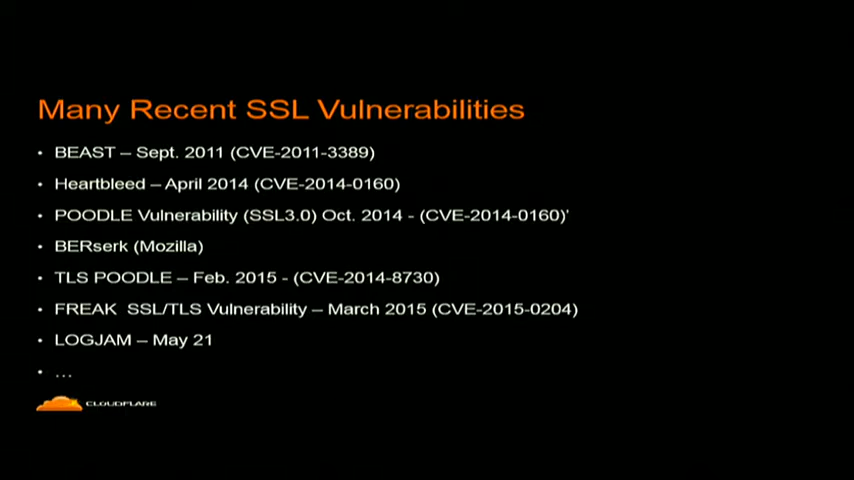 Many Recent SSL Vulnerabilities
• BEAST – Sept. 2011 (CVE-2011-3389)
• Heartbleed – April 2014 (CVE-2014-0160)
• POODLE Vulnerability (SSL3.0) Oct. 2014 - (CVE-2014-0160)'
• BERserk (Mozilla)
• TLS POODLE – Feb. 2015 - (CVE-2014-8730)
• FREAK  SSL/TLS Vulnerability – March 2015 (CVE-2015-0204)
• LOGJAM – May 21
• …
CLOUDFLARE